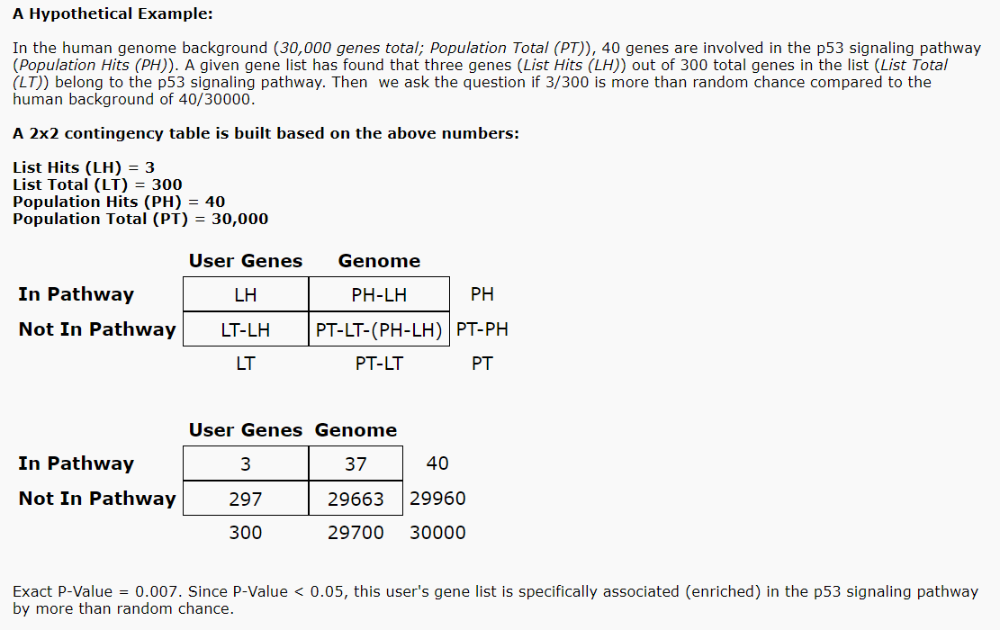 A Hypothetical Example:
In the human genome background (30,000 genes total; Population Total (PT)), 40 genes are involved in the p53 signaling pathway
(Population Hits (PH)). A given gene list has found that three genes (List Hits (LH)) out of 300 total genes in the list (List Total
(LT)) belong to the p53 signaling pathway. Then  we ask the question if 3/300 is more than random chance compared to the
human background of 40/30000.
A 2x2 contingency table is built based on the above numbers:
List Hits (LH) = 3
List Total (LT) = 300
Population Hits (PH) = 40
Population Total (PT) = 30,000
User Genes Genome
In Pathway LH PH-LH PH
Not In Pathway LT-LH PT-LT-(PH-LH) PT-PH
LT PT-LT PT
User Genes Genome
In Pathway 3 37 40
Not In Pathway 297 29663 29960
300 29700 30000
Exact P-Value = 0.007. Since P-Value < 0.05, this user's gene list is specifically associated (enriched) in the p53 signaling pathway
by more than random chance.